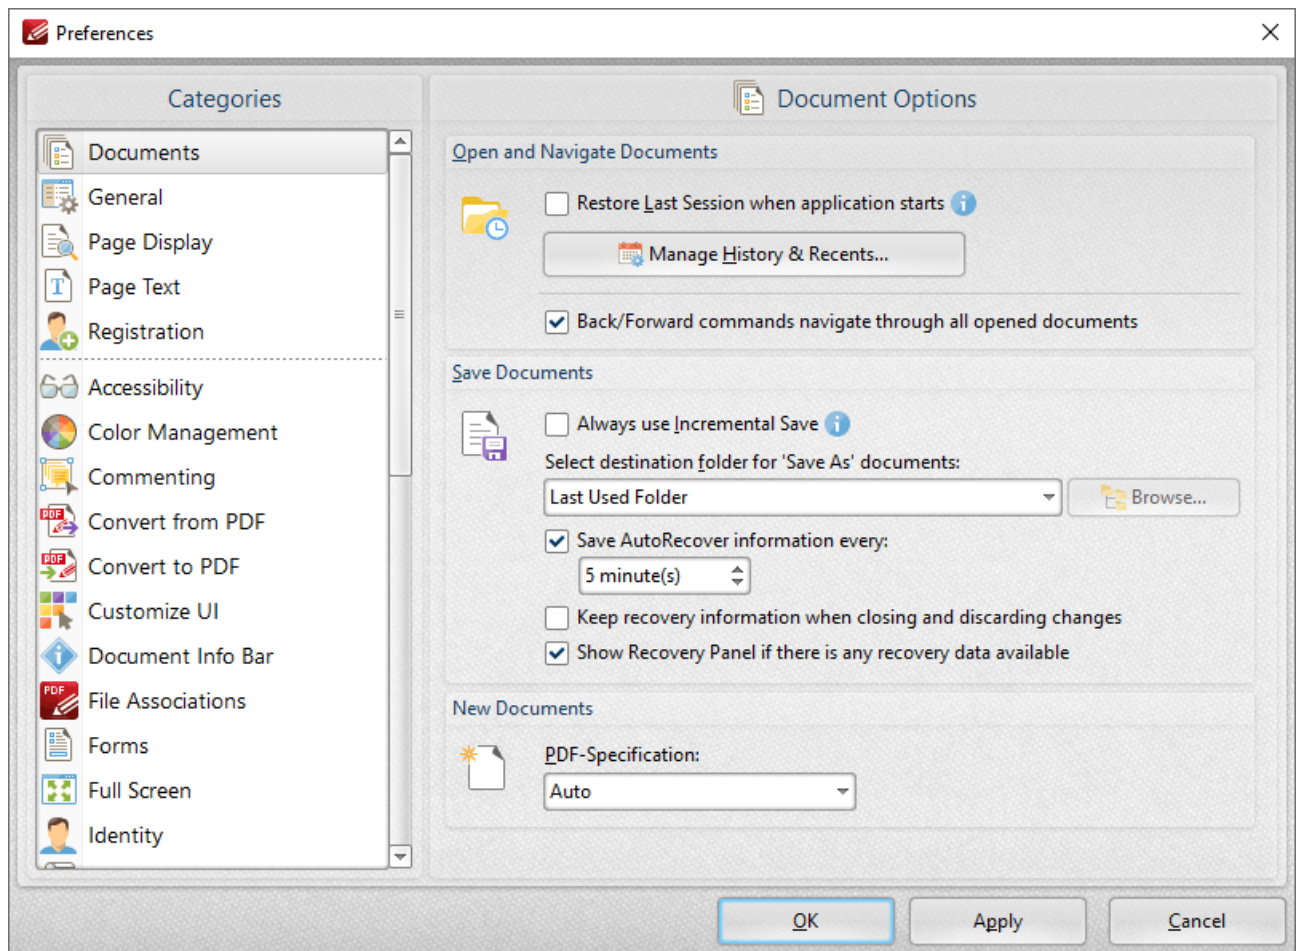 Preferences
Categories
Documents
General
Page Display
Page Text
Registration
Accessibility
Color Management
Commenting
Convert from PDF
Convert to PDF
Customize UI
Document Info Bar
File Associations
Forms
Full Screen
Identity
Document Options
Open and Navigate Documents
Restore Last Session when application starts
Manage History & Recents...
Back/Forward commands navigate through all opened documents
Save Documents
Always use Incremental Save
Select destination folder for 'Save As' documents:
Last Used Folder
Browse...
Save AutoRecover information every:
5 minute(s)
Keep recovery information when closing and discarding changes
Show Recovery Panel if there is any recovery data available
New Documents
PDF-Specification:
Auto
OK
Apply
Cancel